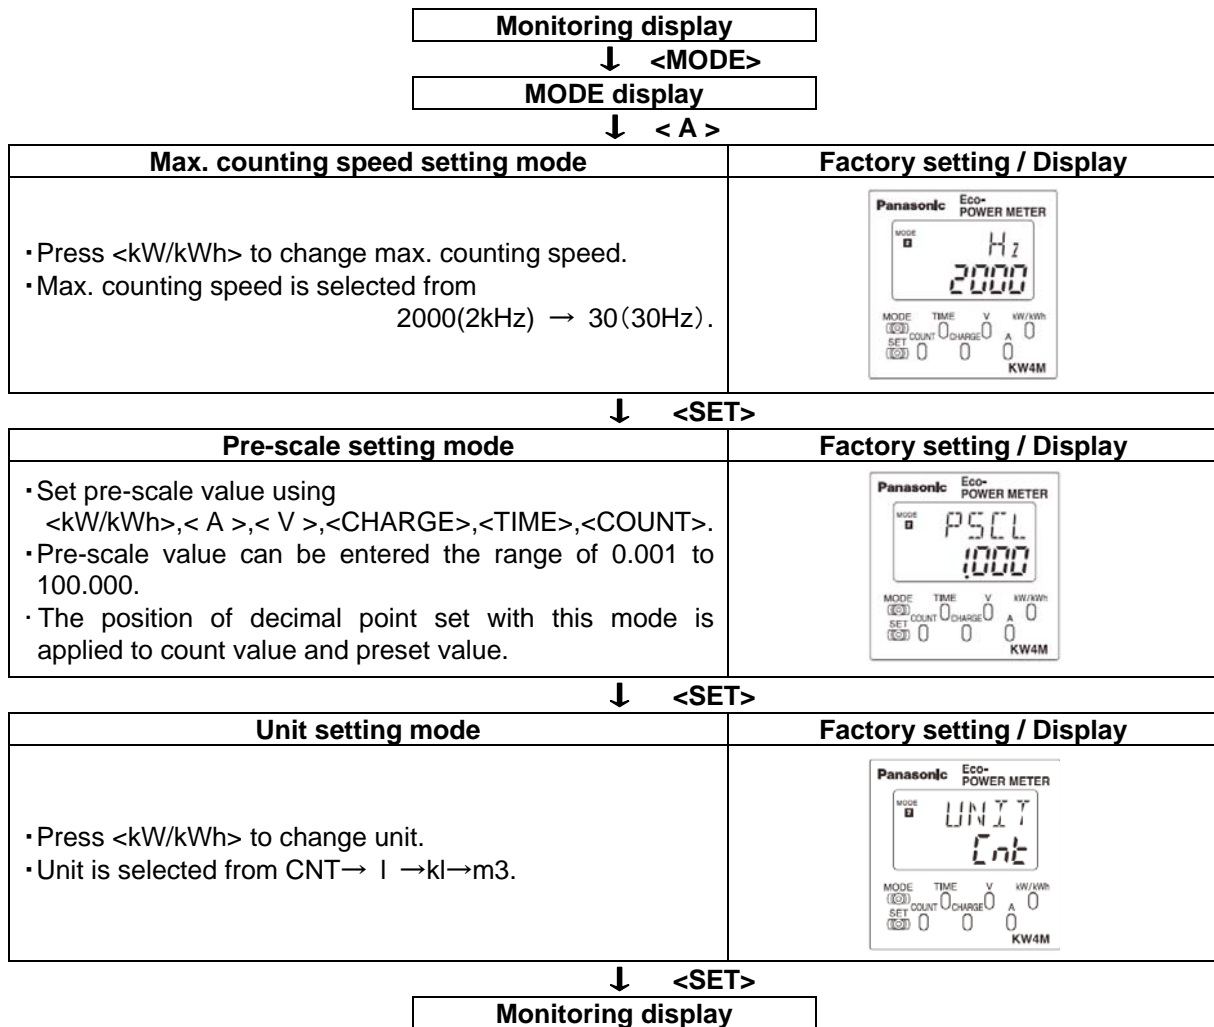 Monitoring display
↓ <MODE>
MODE display
↓ < A >
Max. counting speed setting mode
Factory setting / Display
・Press <kW/kWh> to change max. counting speed.
・Max. counting speed is selected from
2000(2kHz) → 30(30Hz).
Panasonic Eco-
POWER METER
MODE
2
Hz
2000
MODE TIME V kW/kWh
SET COUNT CHARGE A
KW4M
↓ <SET>
Pre-scale setting mode
Factory setting / Display
・Set pre-scale value using
<kW/kWh>,< A >,< V >,<CHARGE>,<TIME>,<COUNT>.
・Pre-scale value can be entered the range of 0.001 to
100.000.
・The position of decimal point set with this mode is
applied to count value and preset value.
Panasonic Eco-
POWER METER
MODE
2
PSCL
1.000
MODE TIME V kW/kWh
SET COUNT CHARGE A
KW4M
↓ <SET>
Unit setting mode
Factory setting / Display
・Press <kW/kWh> to change unit.
・Unit is selected from CNT→ l →kl→m3.
Panasonic Eco-
POWER METER
MODE
2
UNIT
Cnt
MODE TIME V kW/kWh
SET COUNT CHARGE A
KW4M
↓ <SET>
Monitoring display